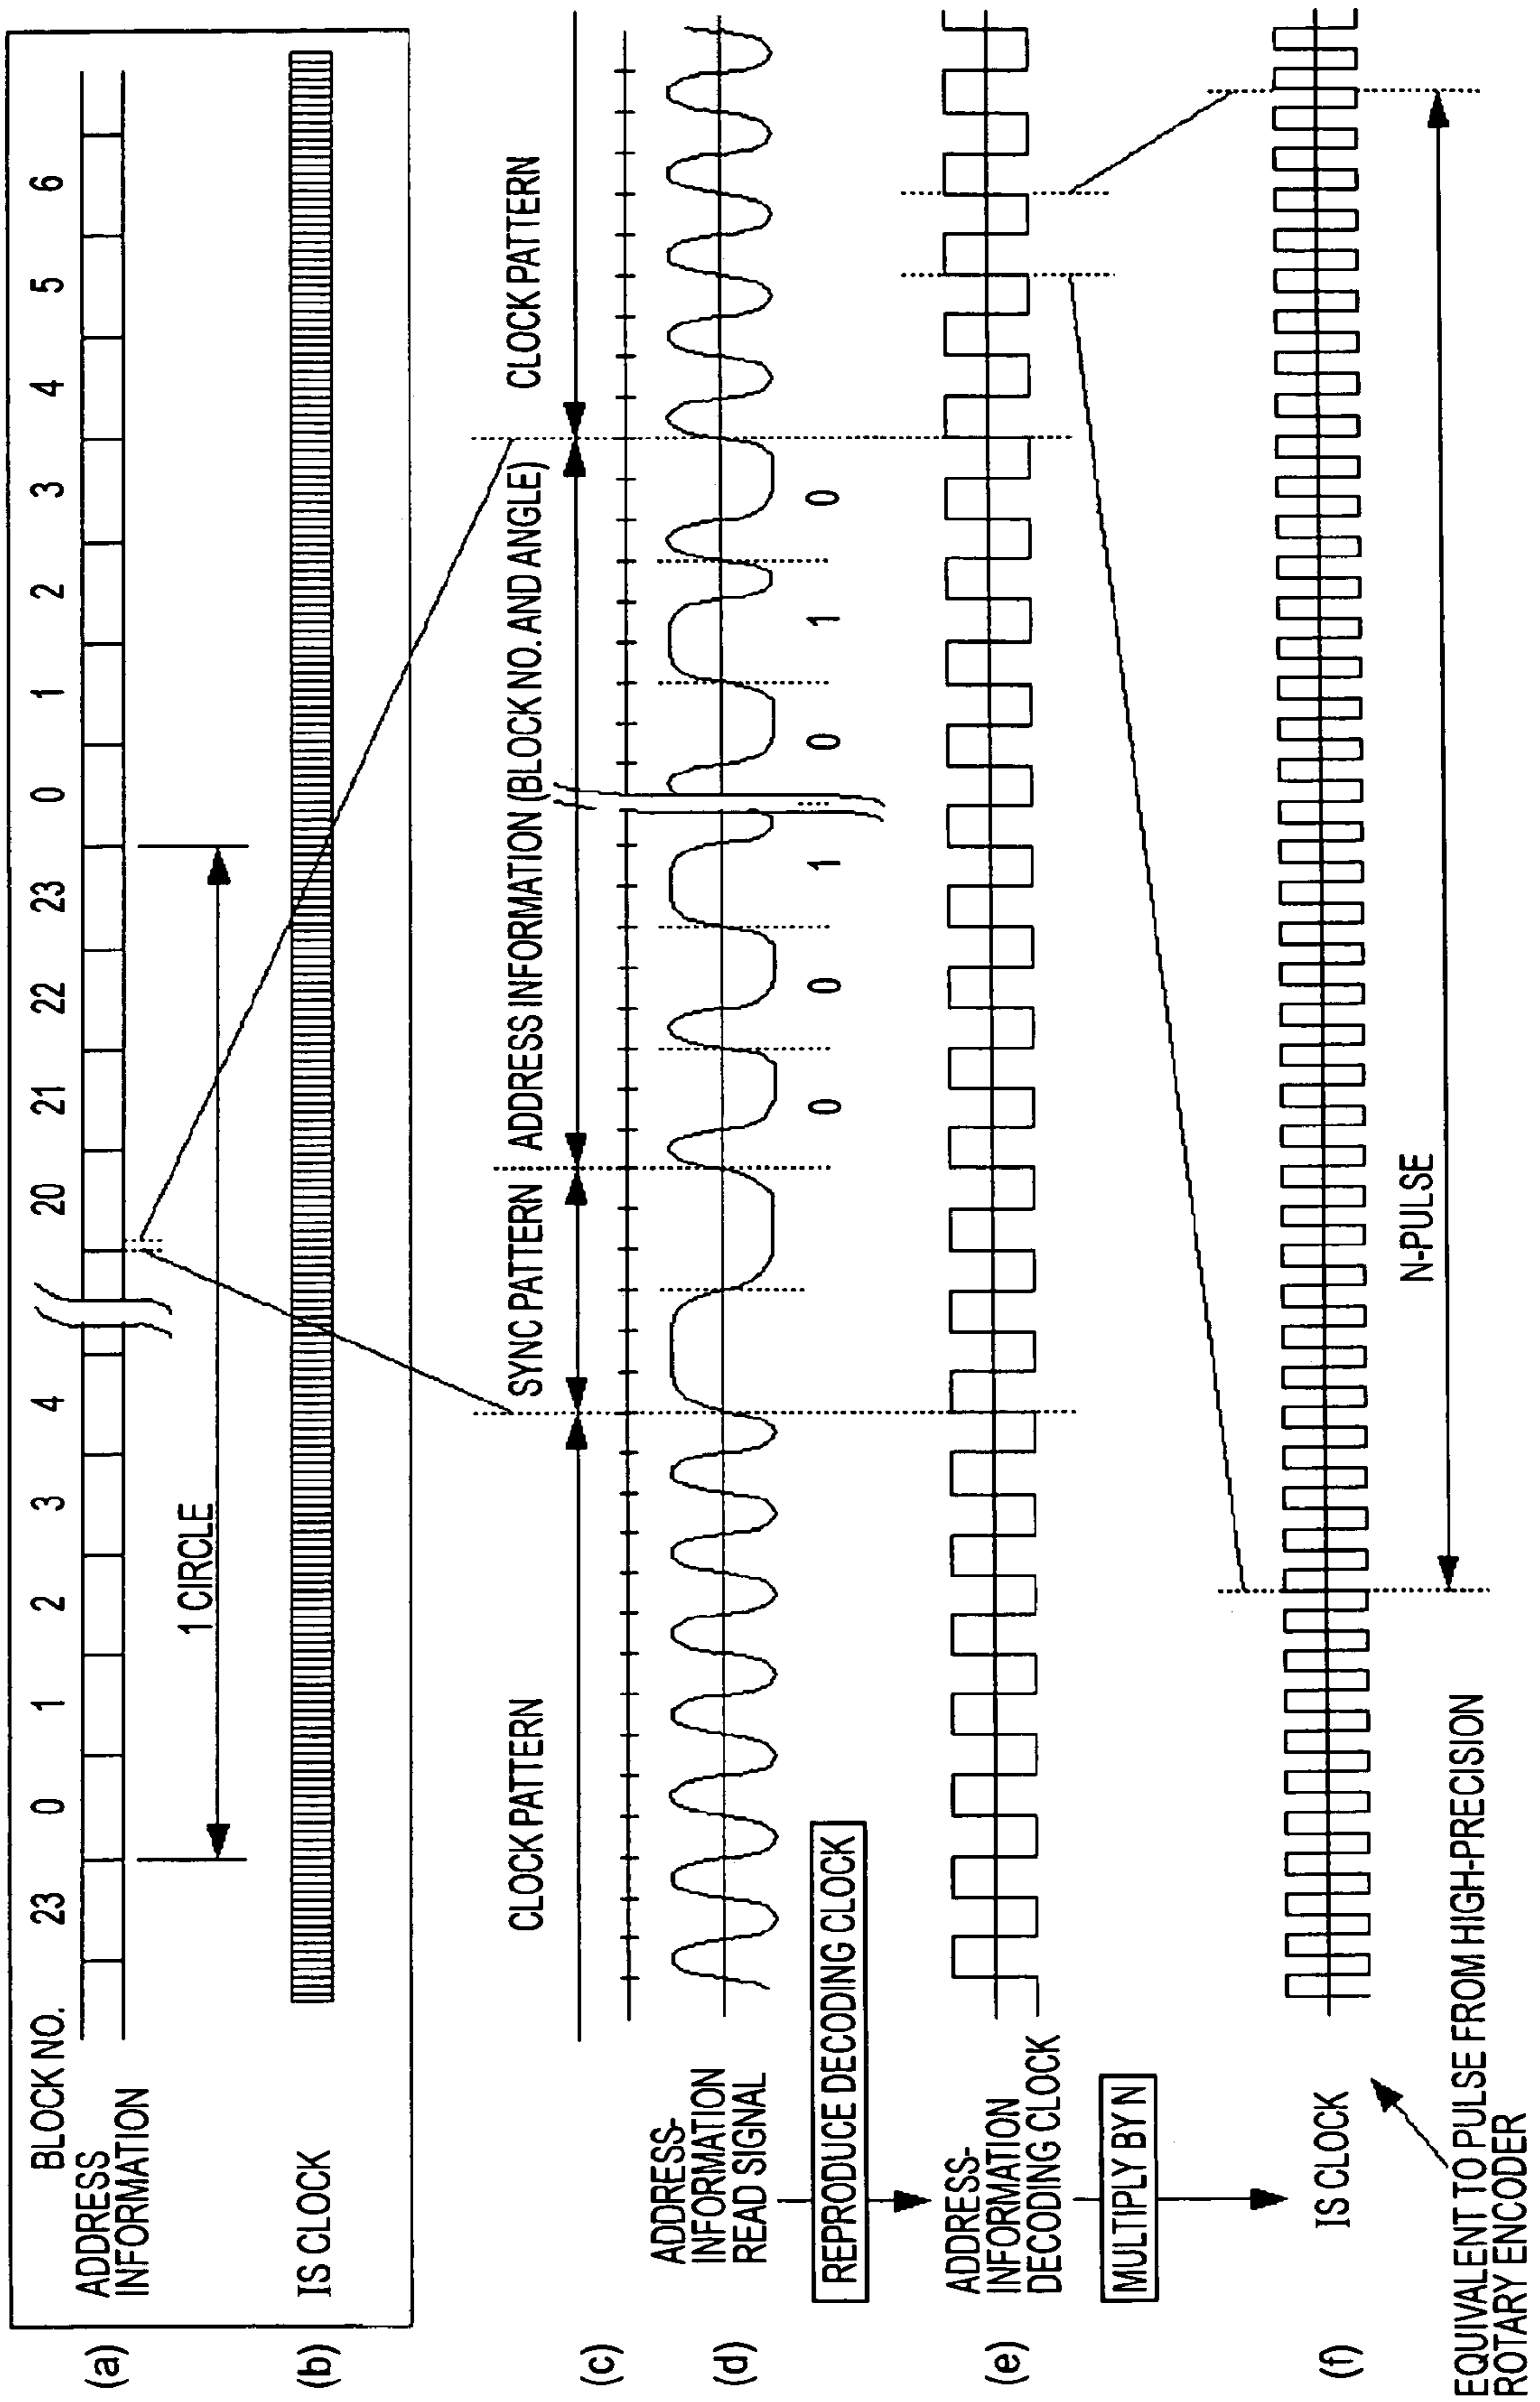 BLOCK NO. 23 0 1 2 3 4 20 21 22 23 0 1 2 3 4 5 6
(a) ADDRESS
INFORMATION
1 CIRCLE
(b) IS CLOCK
CLOCK PATTERN SYNC PATTERN ADDRESS INFORMATION (BLOCK NO. AND ANGLE) CLOCK PATTERN
(c)
(d) ADDRESS-
INFORMATION
READ SIGNAL
0 0 1 0 1 0
REPRODUCE DECODING CLOCK
(e) ADDRESS-
INFORMATION
DECODING CLOCK
MULTIPLY BY N
(f) IS CLOCK
N-PULSE
EQUIVALENT TO PULSE FROM HIGH-PRECISION
ROTARY ENCODER